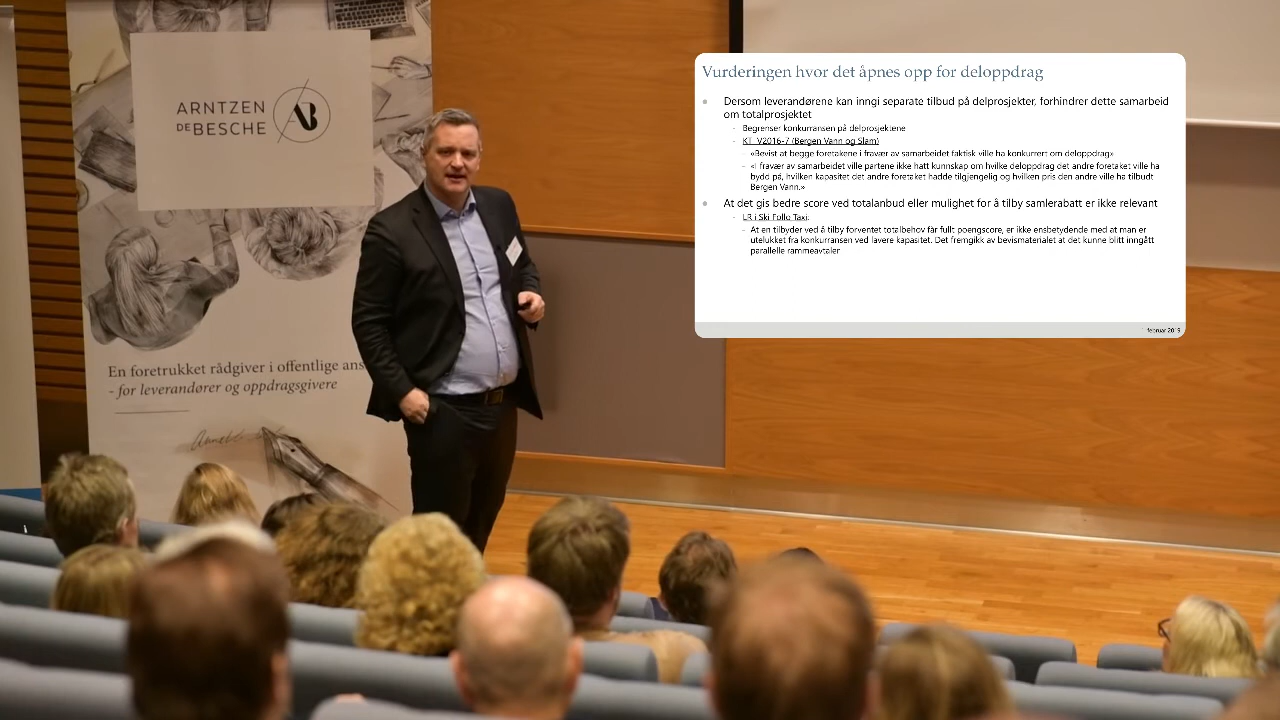 ARNTZEN
DE BESCHE
AB
En foretrukket rådgiver i offentlige ans
- for leverandører og oppdragsgivere
Vurderingen hvor det åpnes opp for deloppdrag
Dersom leverandørene kan inngi separate tilbud på delprosjekter, forhindrer dette samarbeid
om totalprosjektet
- Begrenser konkurransen på delprosjektene
- KT V2016-7 (Bergen Vann og Slam)
- «Bevist at begge foretakene i fravær av samarbeidet faktisk ville ha konkurrert om deloppdrag»
- «I fravær av samarbeidet ville partene ikke hatt kunnskap om hvilke deloppdrag det andre foretaket ville ha
bydd på, hvilken kapasitet det andre foretaket hadde tilgjengelig og hvilken pris den andre ville ha tilbudt
Bergen Vann.»
At det gis bedre score ved totalanbud eller mulighet for å tilby samlerabatt er ikke relevant
- LR i Ski Follo Taxi:
- At en tilbyder ved å tilby forventet totalbehov får fullt poengscore, er ikke ensbetydende med at man er
utelukket fra konkurransen ved lavere kapasitet. Det fremgikk av bevismaterialet at det kunne blitt inngått
parallelle rammeavtaler
februar 2019